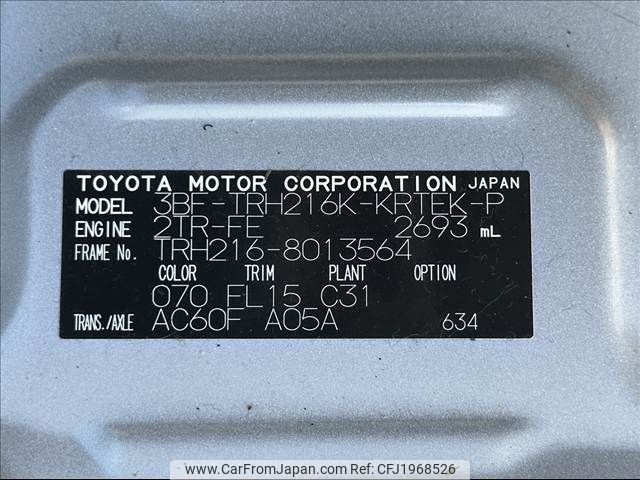 TOYOTA MOTOR CORPORATION JAPAN
MODEL 3BF-TRH216K-KRTEK-P
ENGINE 2TR-FE 2693 mL
FRAME No. TRH216-8013564
COLOR TRIM PLANT OPTION
070 FL15 C31
TRANS./AXLE AC60F A05A 634
www.CarFromJapan.com Ref:CFJ1968526